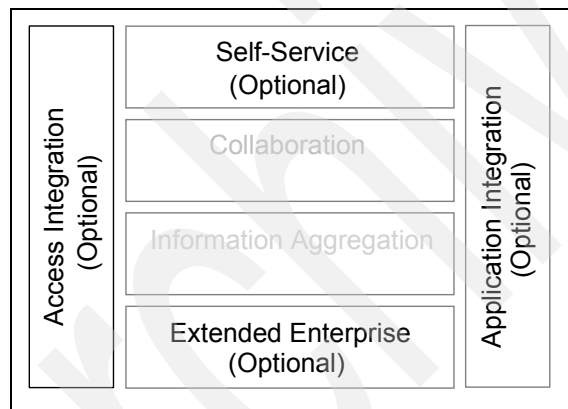 Access Integration
(Optional)
Self-Service
(Optional)
Collaboration
Information Aggregation
Extended Enterprise
(Optional)
Application Integration
(Optional)